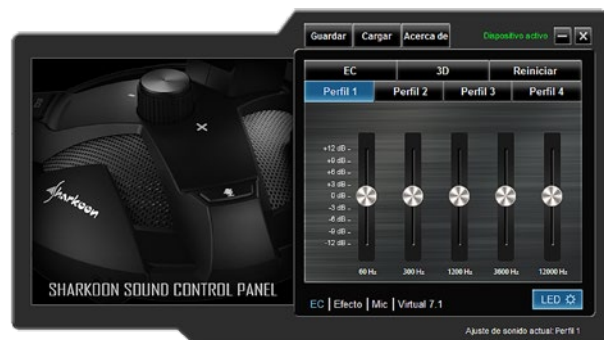 Guardar Cargar Acerca de Dispositivo activo
EC 3D Reiniciar
Perfil 1 Perfil 2 Perfil 3 Perfil 4
+12 dB
+9 dB
+6 dB
+3 dB
0 dB
-3 dB
-6 dB
-9 dB
-12 dB
60 Hz 300 Hz 1200 Hz 3600 Hz 12000 Hz
Sharkoon
SHARKOON SOUND CONTROL PANEL
EC | Efecto | Mic | Virtual 7.1
LED
Ajuste de sonido actual: Perfil 1